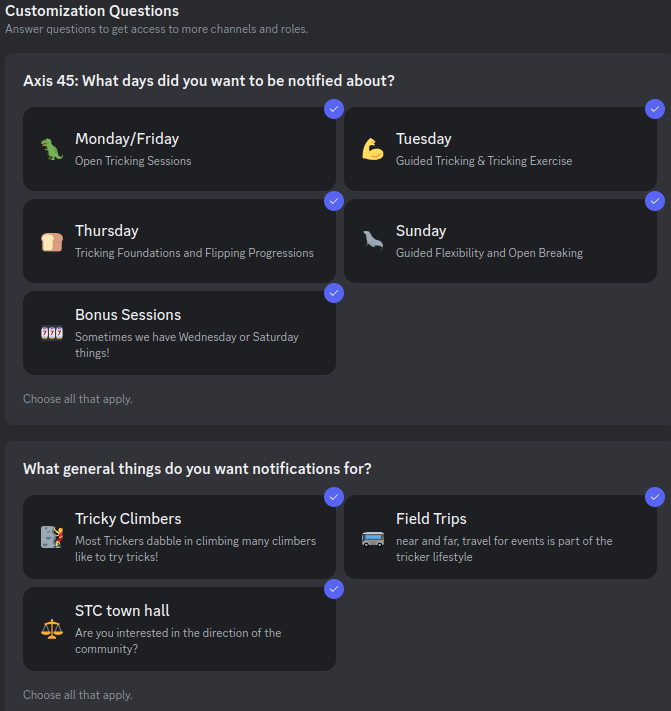 Customization Questions
Answer questions to get access to more channels and roles.
Axis 45: What days did you want to be notified about?
Monday/Friday
Open Tricking Sessions
Tuesday
Guided Tricking & Tricking Exercise
Thursday
Tricking Foundations and Flipping Progressions
Sunday
Guided Flexibility and Open Breaking
777
Bonus Sessions
Sometimes we have Wednesday or Saturday
things!
Choose all that apply.
What general things do you want notifications for?
Tricky Climbers
Most Trickers dabble in climbing many climbers
like to try tricks!
Field Trips
near and far, travel for events is part of the
tricker lifestyle
STC town hall
Are you interested in the direction of the
community?
Choose all that apply.